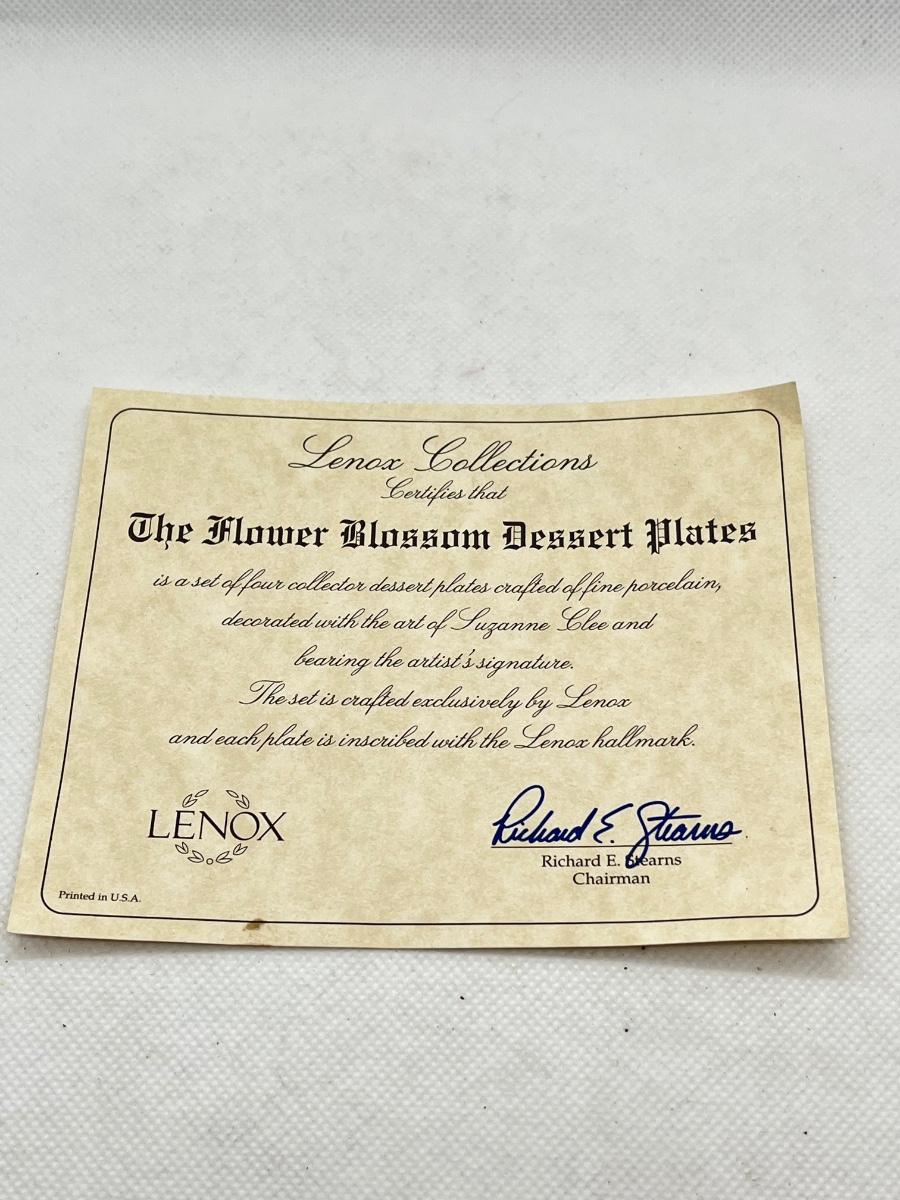 Lenox Collections
Certifies that
The Flower Blossom Dessert Plates
is a set of four collector dessert plates crafted of fine porcelain,
decorated with the art of Suzanne Clee and
bearing the artist's signature.
The set is crafted exclusively by Lenox
and each plate is inscribed with the Lenox hallmark.
LENOX
Richard E. Stearns
Richard E. Stearns
Chairman
Printed in U.S.A.